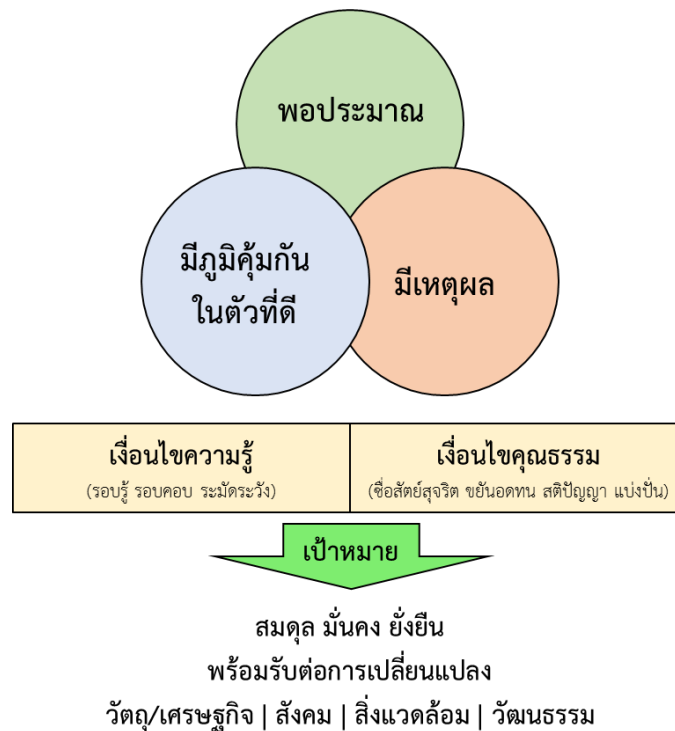 พอประมาณ
มีภูมิคุ้มกัน
ในตัวที่ดี
มีเหตุผล
เงื่อนไขความรู้
(รอบรู้ รอบคอบ ระมัดระวัง)
เงื่อนไขคุณธรรม
(ซื่อสัตย์สุจริต ขยันอดทน สติปัญญา แบ่งปัน)
เป้าหมาย
สมดุล มั่นคง ยั่งยืน
พร้อมรับต่อการเปลี่ยนแปลง
วัตถุ/เศรษฐกิจ | สังคม | สิ่งแวดล้อม | วัฒนธรรม